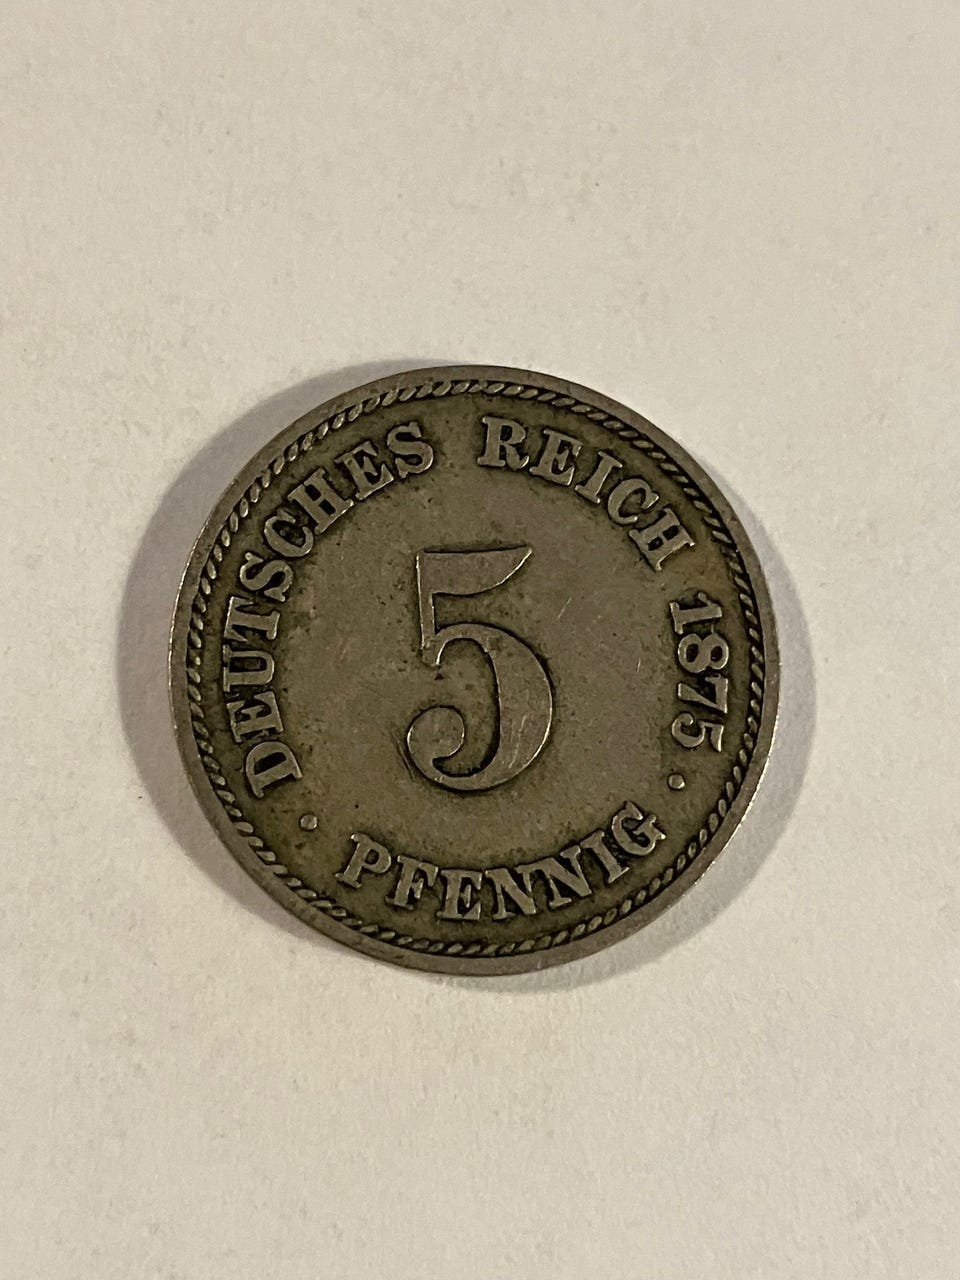 DEUTSCHES REICH 1875
5
· PFENNIG ·